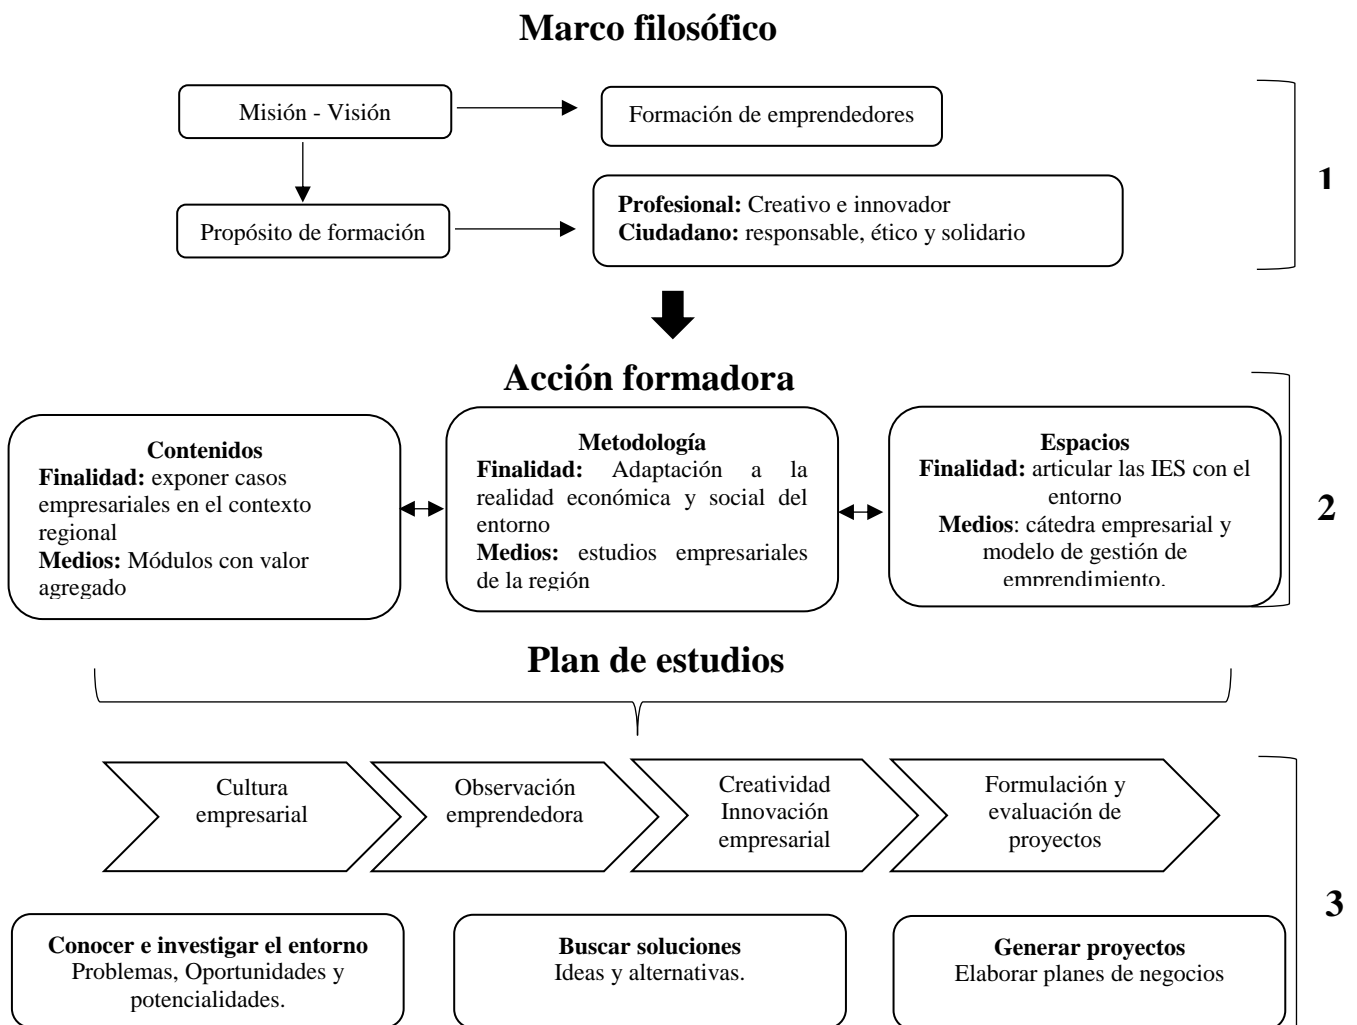 Marco filosófico
Misión - Visión
Formación de emprendedores
1
Propósito de formación
Profesional: Creativo e innovador
Ciudadano: responsable, ético y solidario
Acción formadora
Contenidos
Finalidad: exponer casos
empresariales en el contexto
regional
Medios: Módulos con valor
agregado
Metodología
Finalidad: Adaptación a la
realidad económica y social del
entorno
Medios: estudios empresariales
de la región
Espacios
Finalidad: articular las IES con el
entorno
Medios: cátedra empresarial y
modelo de gestión de
emprendimiento.
2
Plan de estudios
Cultura
empresarial
Observación
emprendedora
Creatividad
Innovación
empresarial
Formulación y
evaluación de
proyectos
3
Conocer e investigar el entorno
Problemas, Oportunidades y
potencialidades.
Buscar soluciones
Ideas y alternativas.
Generar proyectos
Elaborar planes de negocios